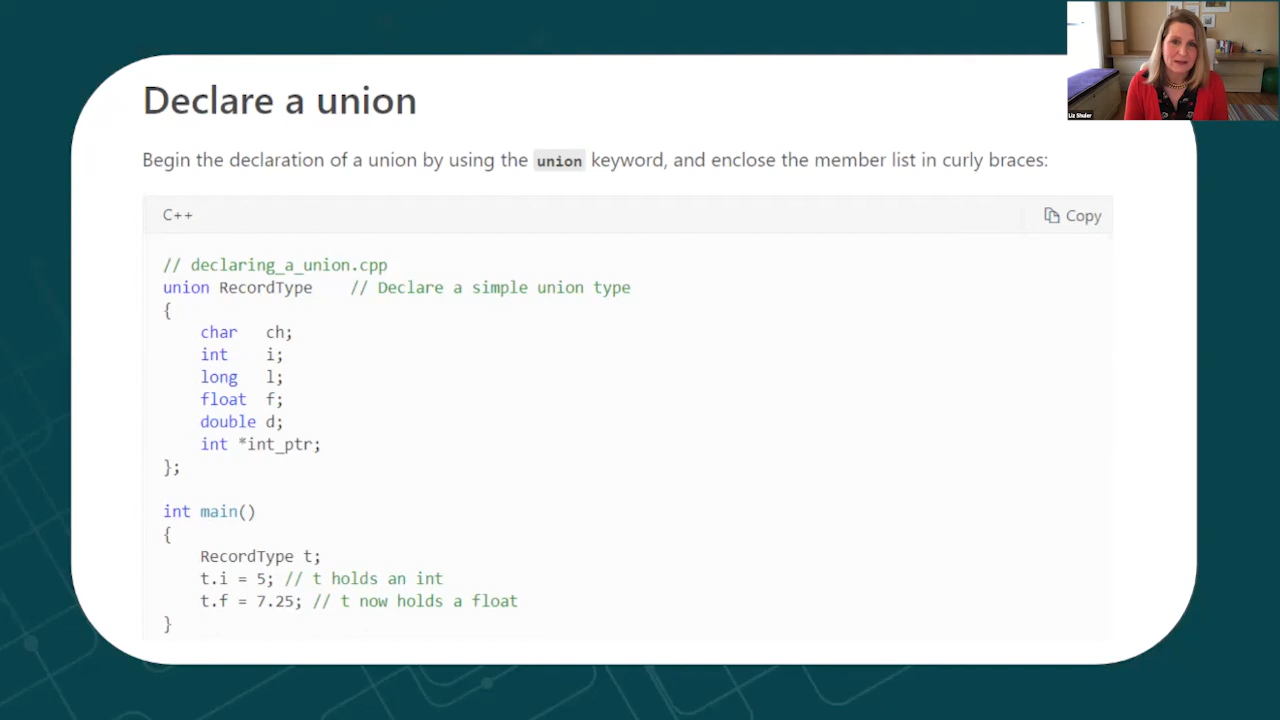 Declare a union
Begin the declaration of a union by using the union keyword, and enclose the member list in curly braces:
C++
Copy
// declaring_a_union.cpp
union RecordType    // Declare a simple union type
{
    char   ch;
    int    i;
    long   l;
    float  f;
    double d;
    int *int_ptr;
};
int main()
{
    RecordType t;
    t.i = 5; // t holds an int
    t.f = 7.25; // t now holds a float
}
Liz Shuler